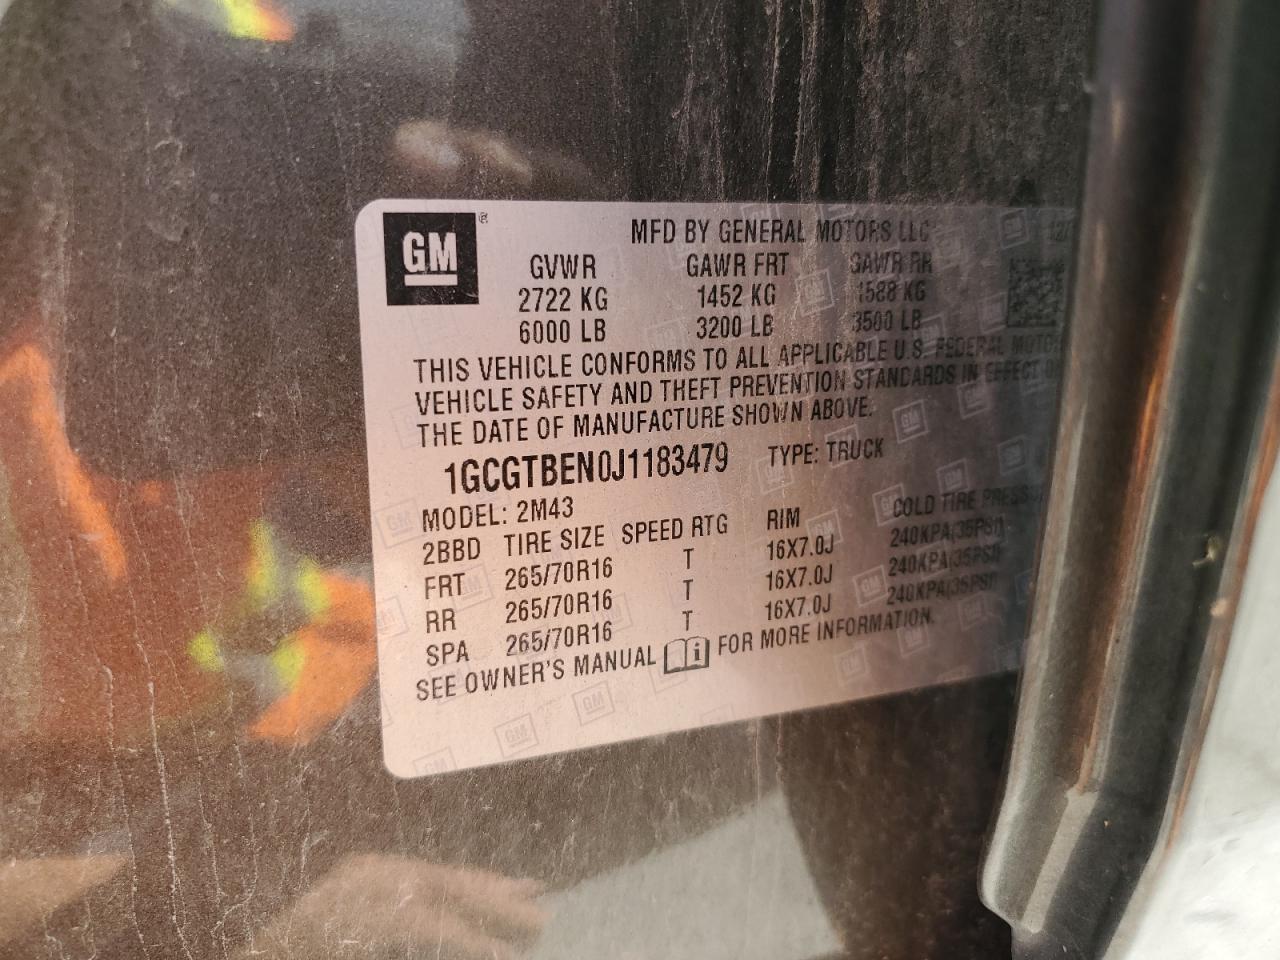 GM ®
MFD BY GENERAL MOTORS LLC 12/
GVWR GAWR FRT GAWR RR
2722 KG 1452 KG 1588 KG
6000 LB 3200 LB 3500 LB
THIS VEHICLE CONFORMS TO ALL APPLICABLE U.S. FEDERAL MOTOR
VEHICLE SAFETY AND THEFT PREVENTION STANDARDS IN EFFECT
THE DATE OF MANUFACTURE SHOWN ABOVE.
1GCGTBEN0J1183479 TYPE: TRUCK
MODEL: 2M43
2BBD TIRE SIZE SPEED RTG RIM COLD TIRE
FRT 265/70R16 T 16X7.0J 240KPA(35PSI)
RR 265/70R16 T 16X7.0J 240KPA(35PSI)
SPA 265/70R16 T 16X7.0J 240KPA(35PSI)
SEE OWNER'S MANUAL i FOR MORE INFORMATION.